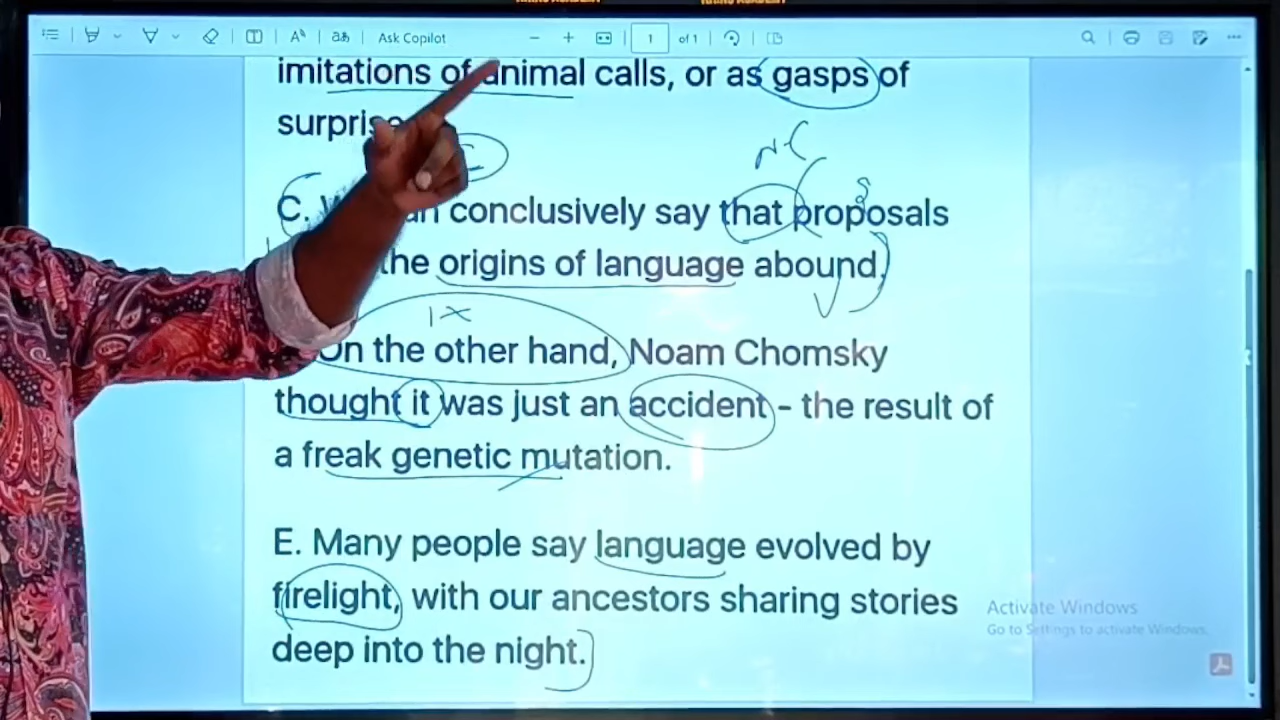 Ask Copilot
1 of 1
imitations of animal calls, or as gasps of
surprise
N-C
C. conclusively say that proposals
the origins of language abound.
1x
On the other hand, Noam Chomsky
thought it was just an accident – the result of
a freak genetic mutation.
E. Many people say language evolved by
firelight, with our ancestors sharing stories
deep into the night.
Activate Windows
Go to Settings to activate Windows.